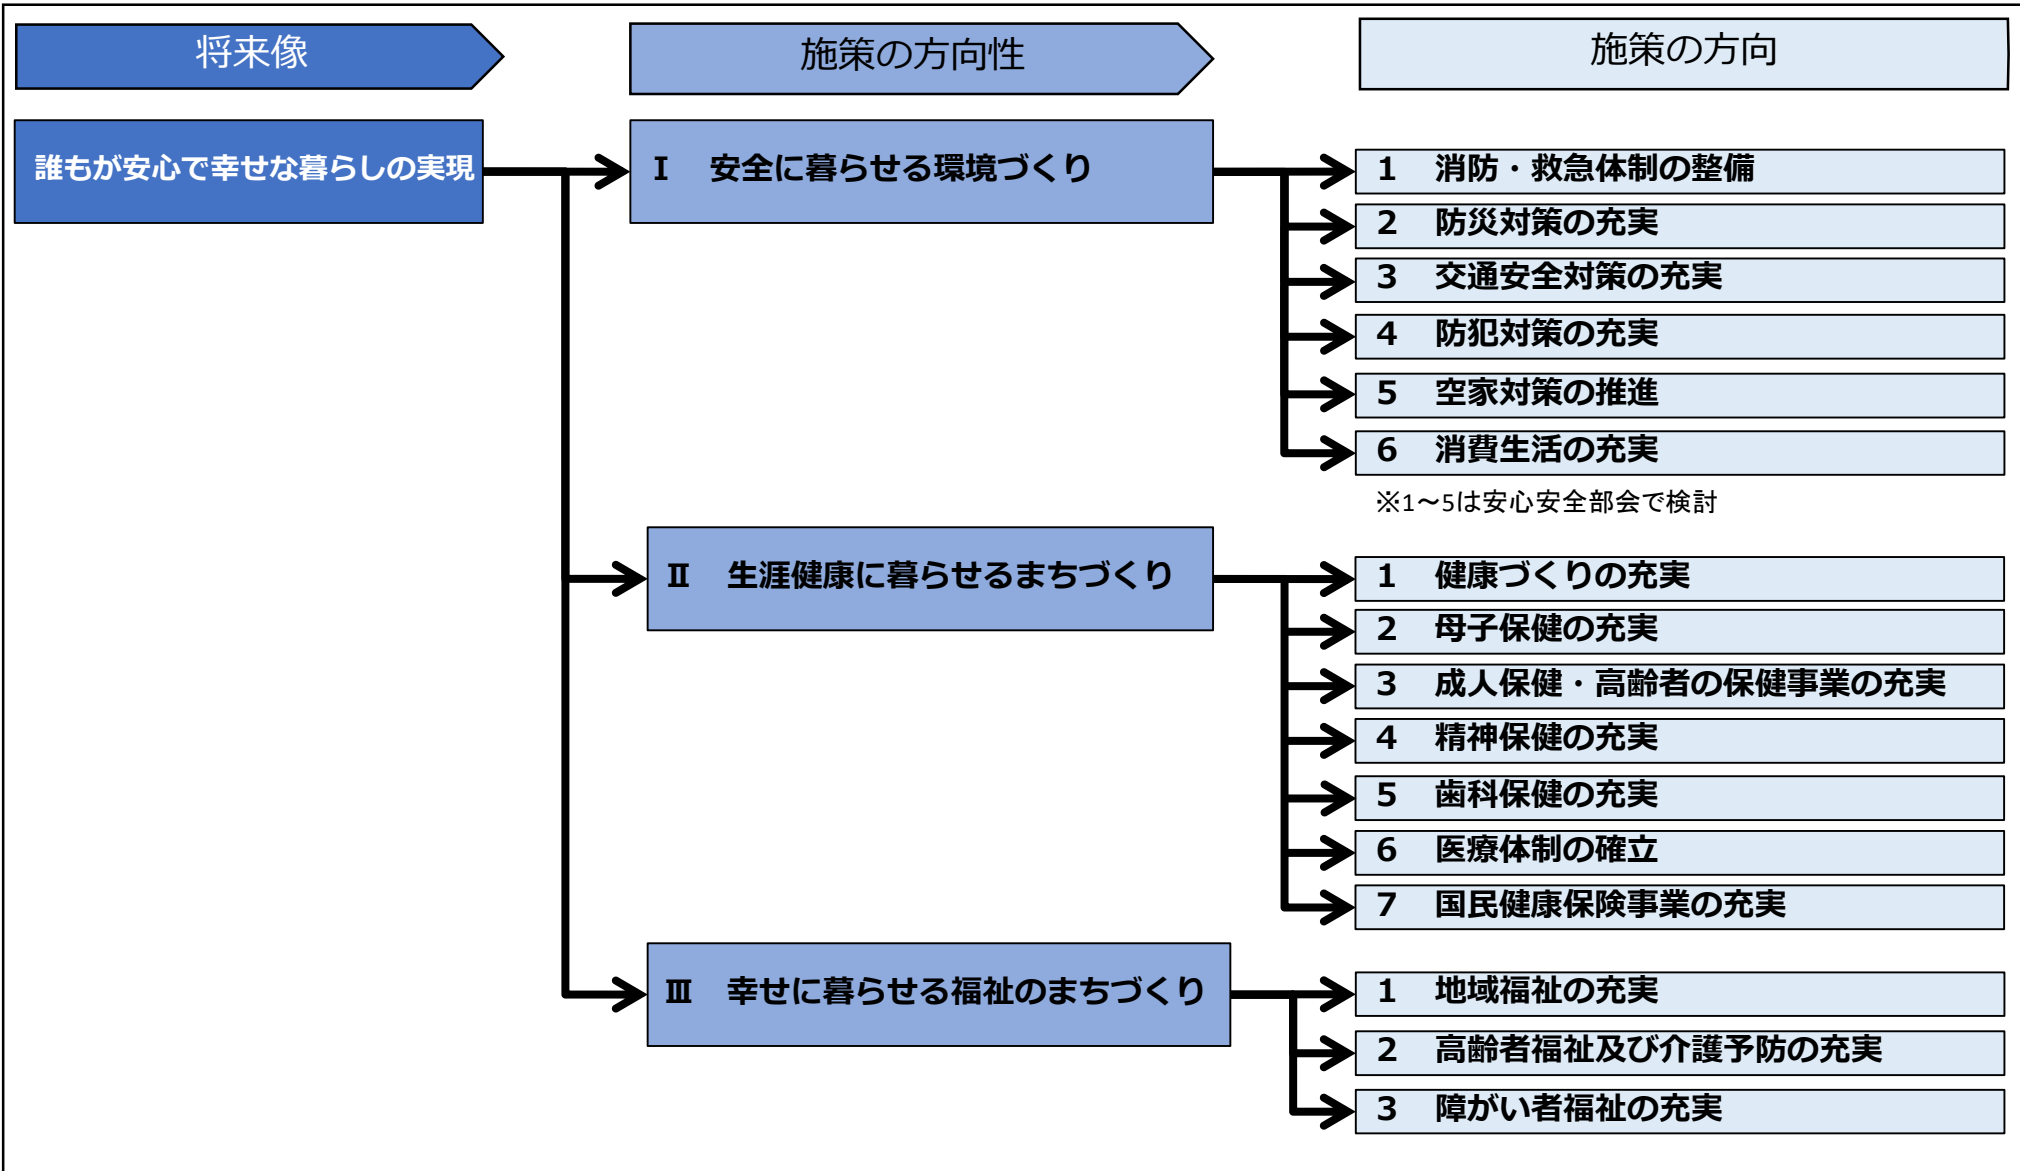 将来像
施策の方向性
施策の方向
誰もが安心で幸せな暮らしの実現
Ⅰ　安全に暮らせる環境づくり
1　消防・救急体制の整備
2　防災対策の充実
3　交通安全対策の充実
4　防犯対策の充実
5　空家対策の推進
6　消費生活の充実
※1～5は安心安全部会で検討
Ⅱ　生涯健康に暮らせるまちづくり
1　健康づくりの充実
2　母子保健の充実
3　成人保健・高齢者の保健事業の充実
4　精神保健の充実
5　歯科保健の充実
6　医療体制の確立
7　国民健康保険事業の充実
Ⅲ　幸せに暮らせる福祉のまちづくり
1　地域福祉の充実
2　高齢者福祉及び介護予防の充実
3　障がい者福祉の充実